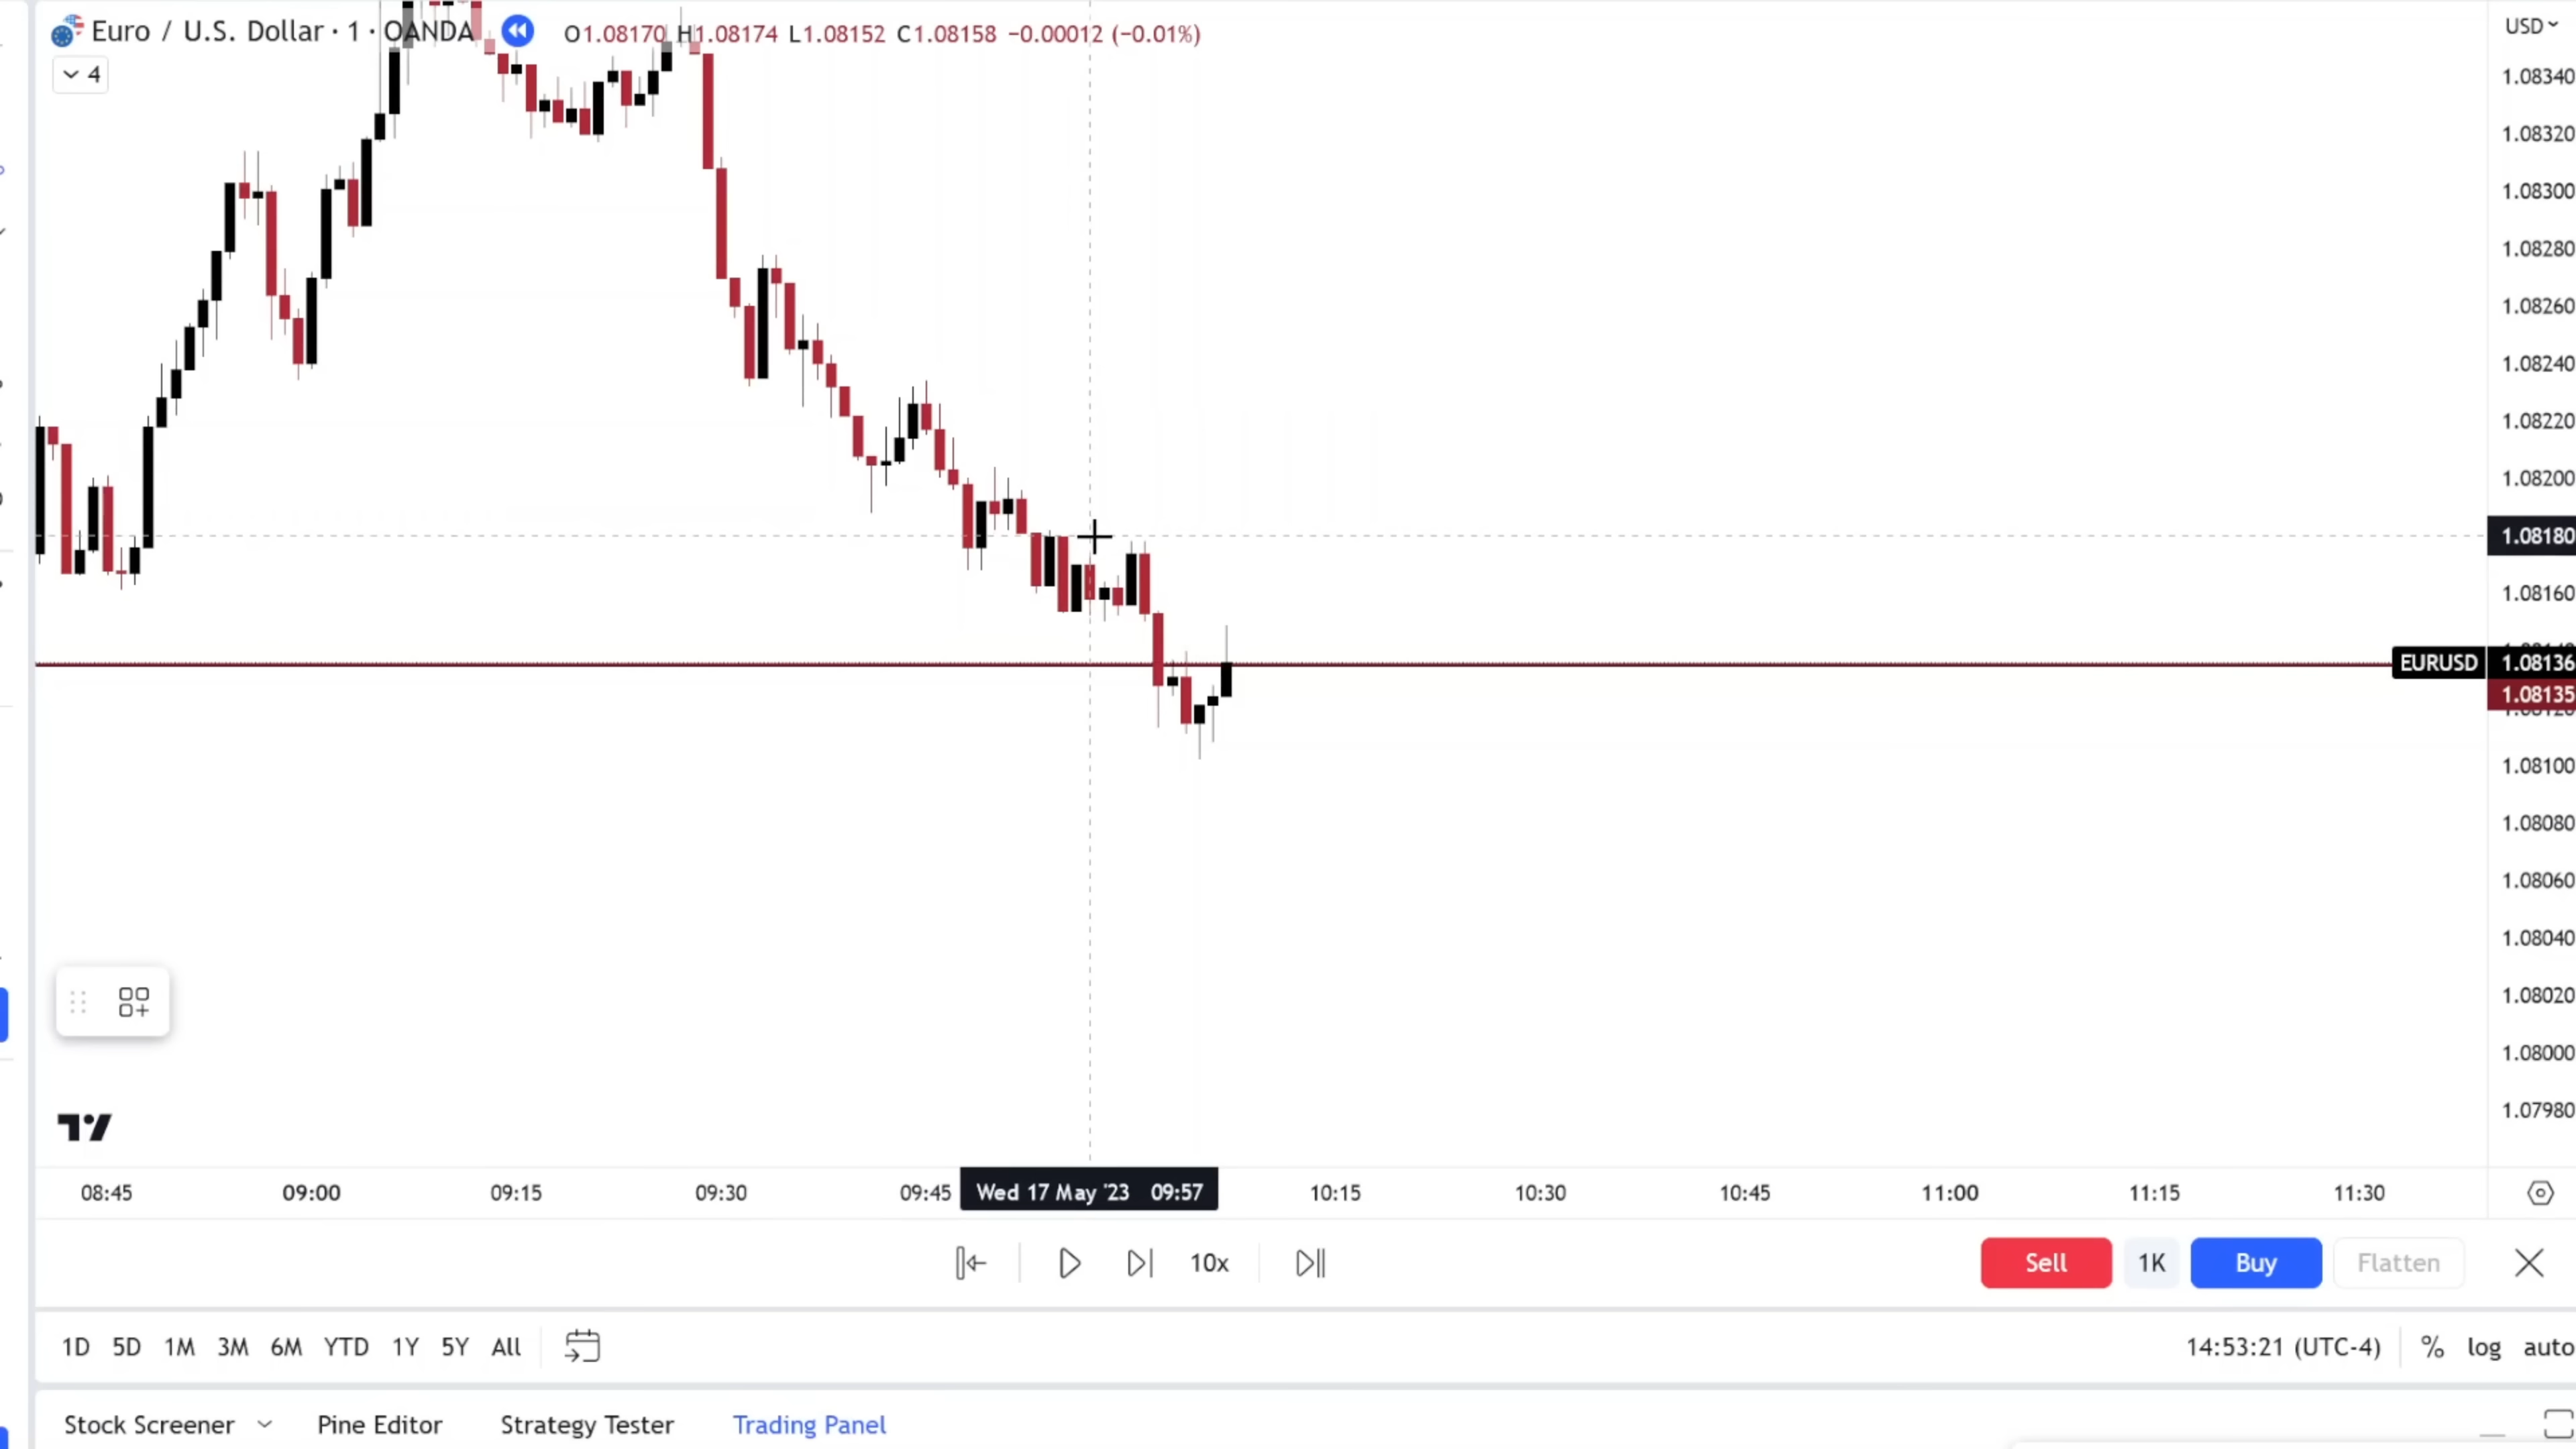 Euro / U.S. Dollar · 1 · OANDA O1.08170 H1.08174 L1.08152 C1.08158 −0.00012 (−0.01%)
USD
4
1.08340
1.08320
1.08300
1.08280
1.08260
1.08240
1.08220
1.08200
1.08180
1.08160
EURUSD 1.08136
1.08135
1.08100
1.08080
1.08060
1.08040
1.08020
1.08000
1.07980
08:45 09:00 09:15 09:30 09:45 Wed 17 May '23 09:57 10:15 10:30 10:45 11:00 11:15 11:30
10x Sell 1K Buy Flatten
1D 5D 1M 3M 6M YTD 1Y 5Y All 14:53:21 (UTC-4) % log auto
Stock Screener Pine Editor Strategy Tester Trading Panel